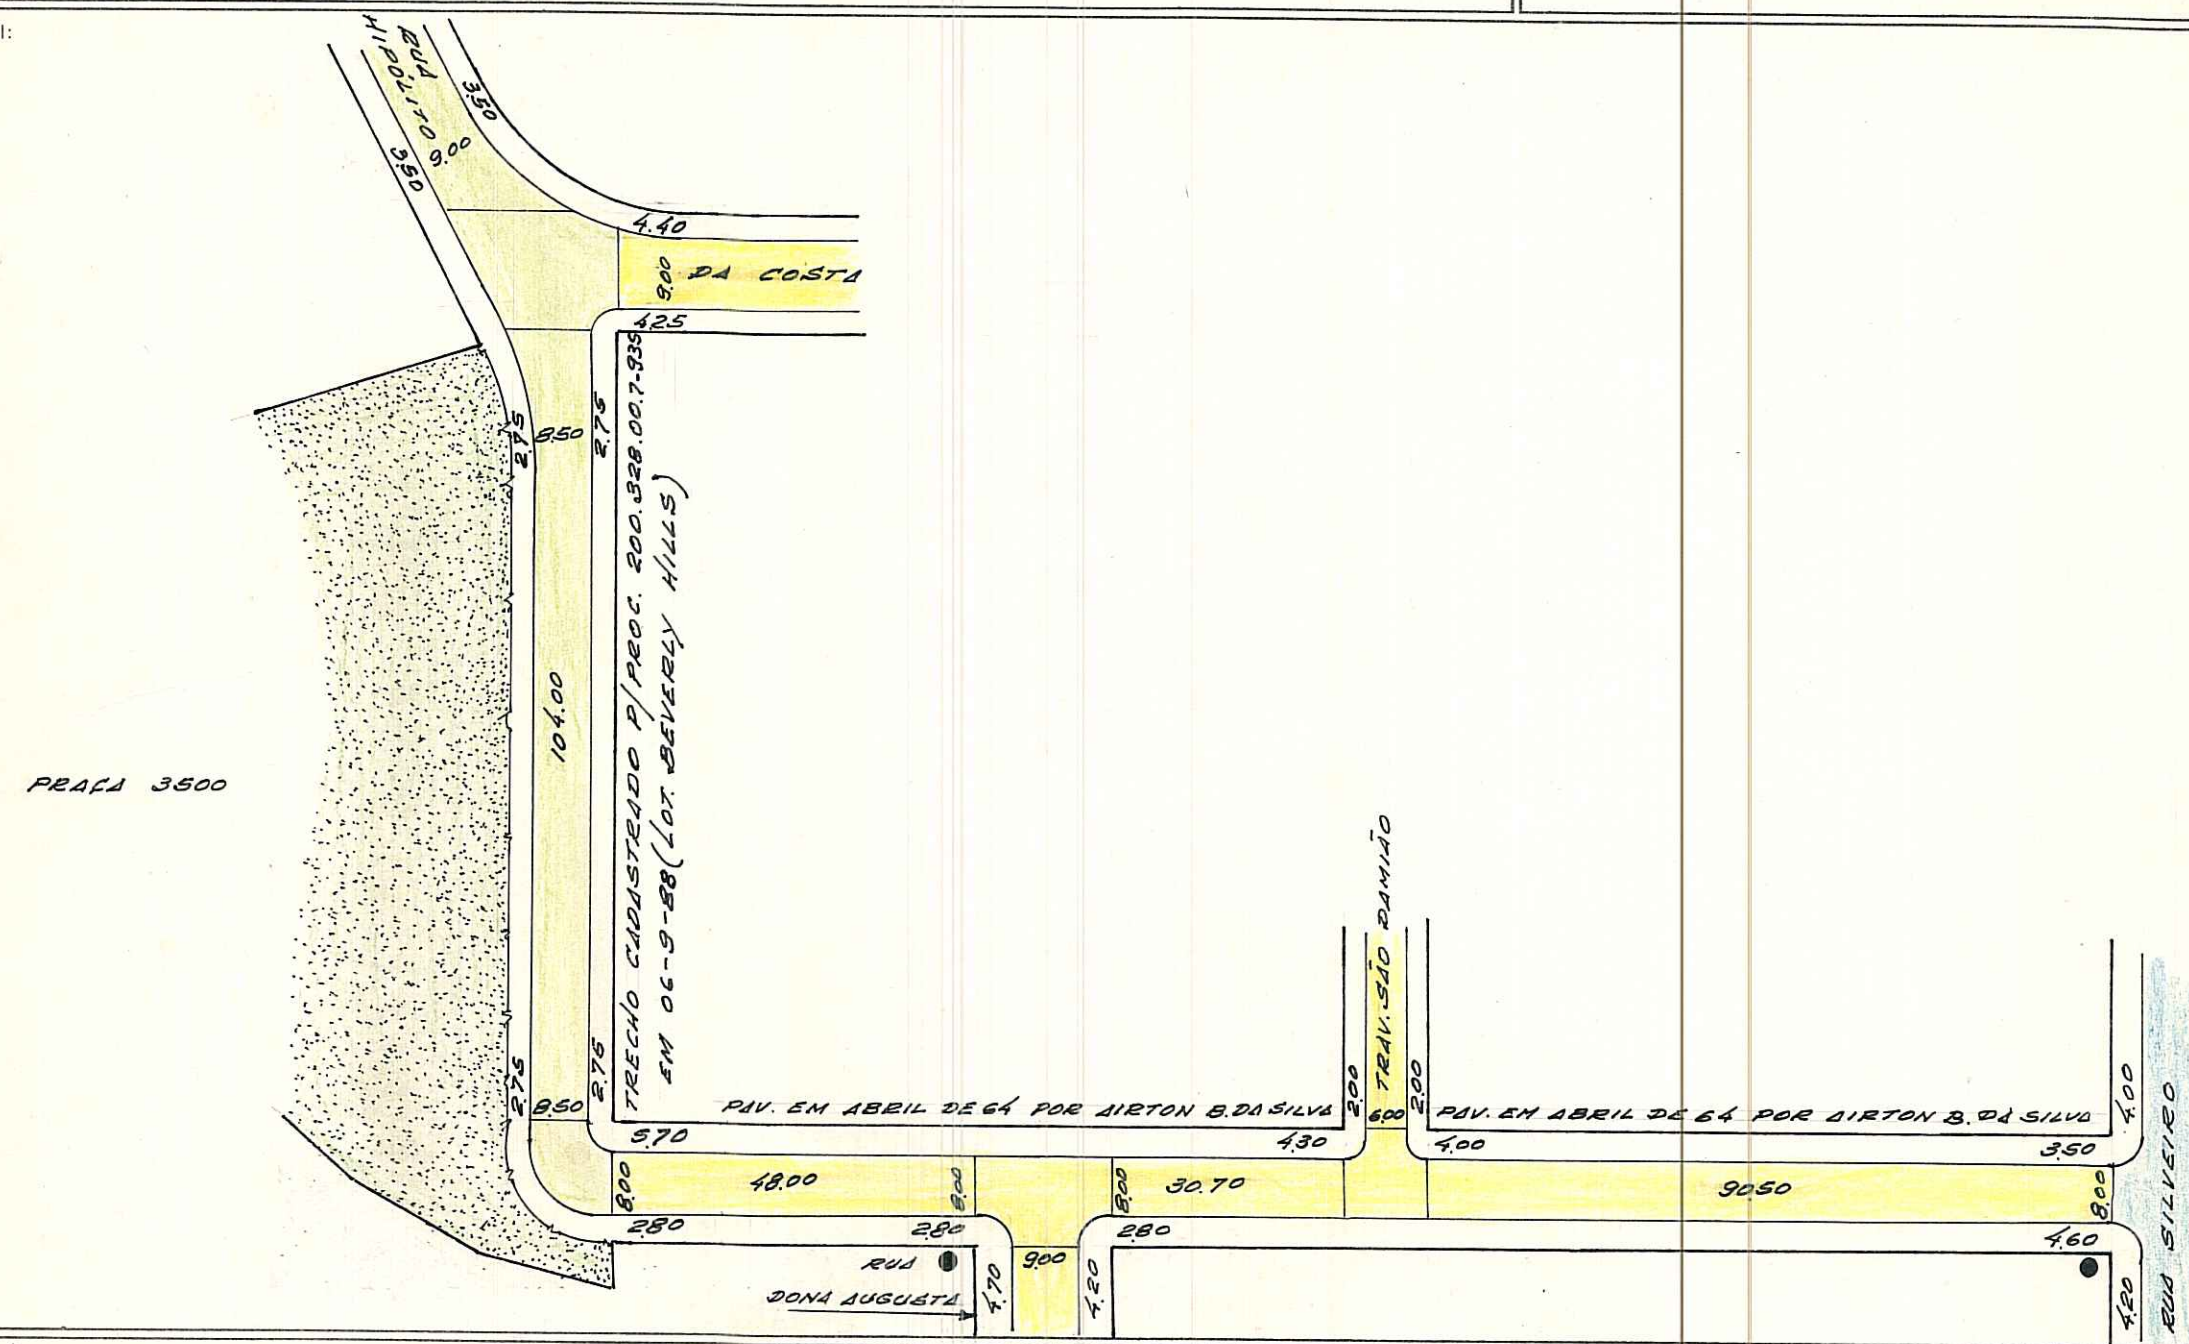 l:
RUA
HIPÓLITO
3.50
3.50
9.00
4.40
9.00
DA COSTA
4.25
2.75
8.50
2.75
TRECHO CADASTRADO P/PROC. 200.328.00.7-935
EM 06-9-88 (LOT. BEVERLY HILLS)
104.00
PRAÇA 3500
2.75
8.50
2.75
PAV. EM ABRIL DE 64 POR AIRTON B. DA SILVA
2.00
TRAV. SÃO DAMIÃO
6.00
2.00
PAV. EM ABRIL DE 64 POR AIRTON B. DA SILVA
4.00
RUA SILVEIRO
5.70
4.30
4.00
3.50
8.00
48.00
8.00
8.00
30.70
90.50
8.00
2.80
2.80
2.80
4.60
RUA
DONA AUGUSTA
4.70
9.00
4.20
4.20